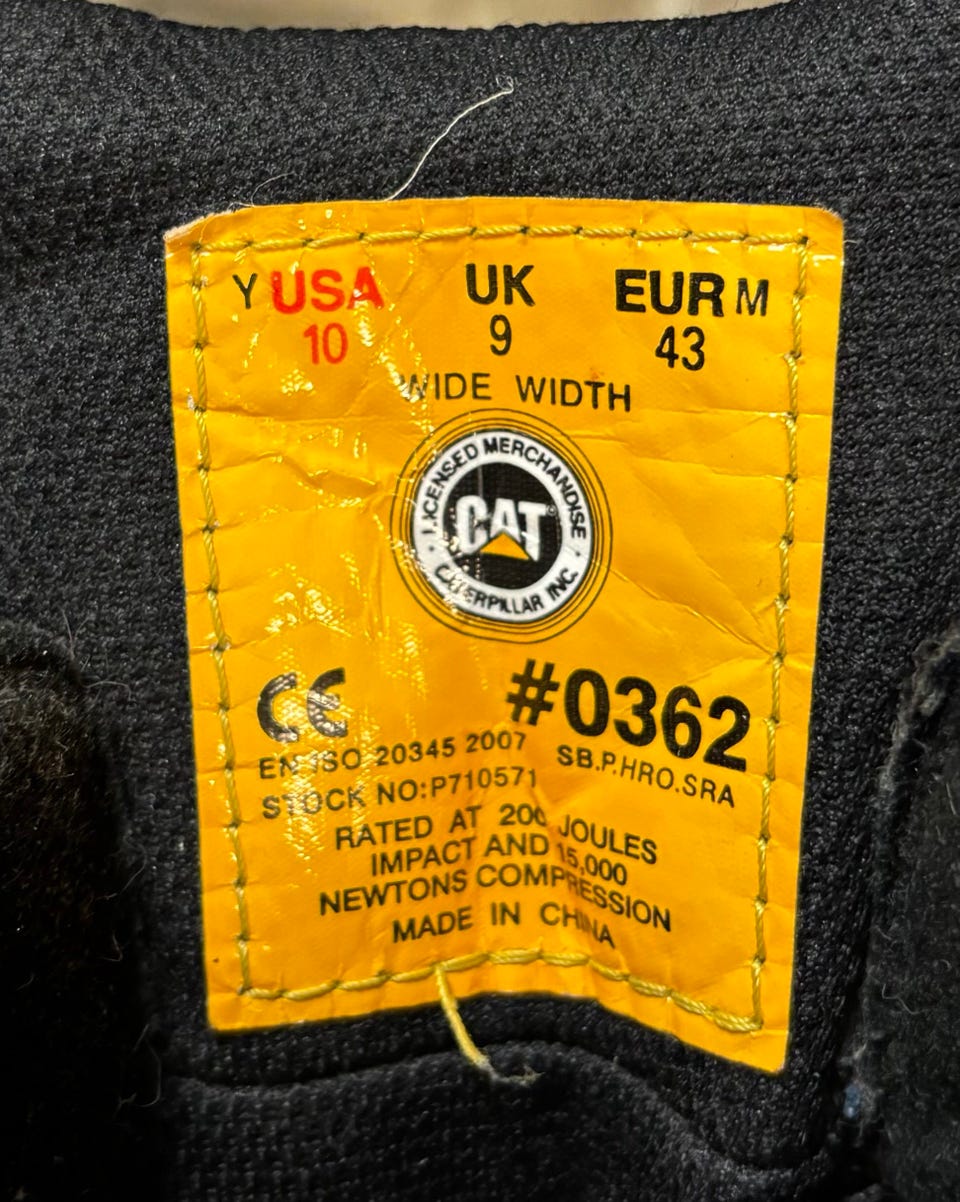 Y USA UK EUR M
10 9 43
WIDE WIDTH
LICENSED MERCHANDISE
CAT®
CATERPILLAR INC.
CE #0362
EN ISO 20345 2007 SB.P.HRO.SRA
STOCK NO:P710571
RATED AT 200 JOULES
IMPACT AND 15,000
NEWTONS COMPRESSION
MADE IN CHINA